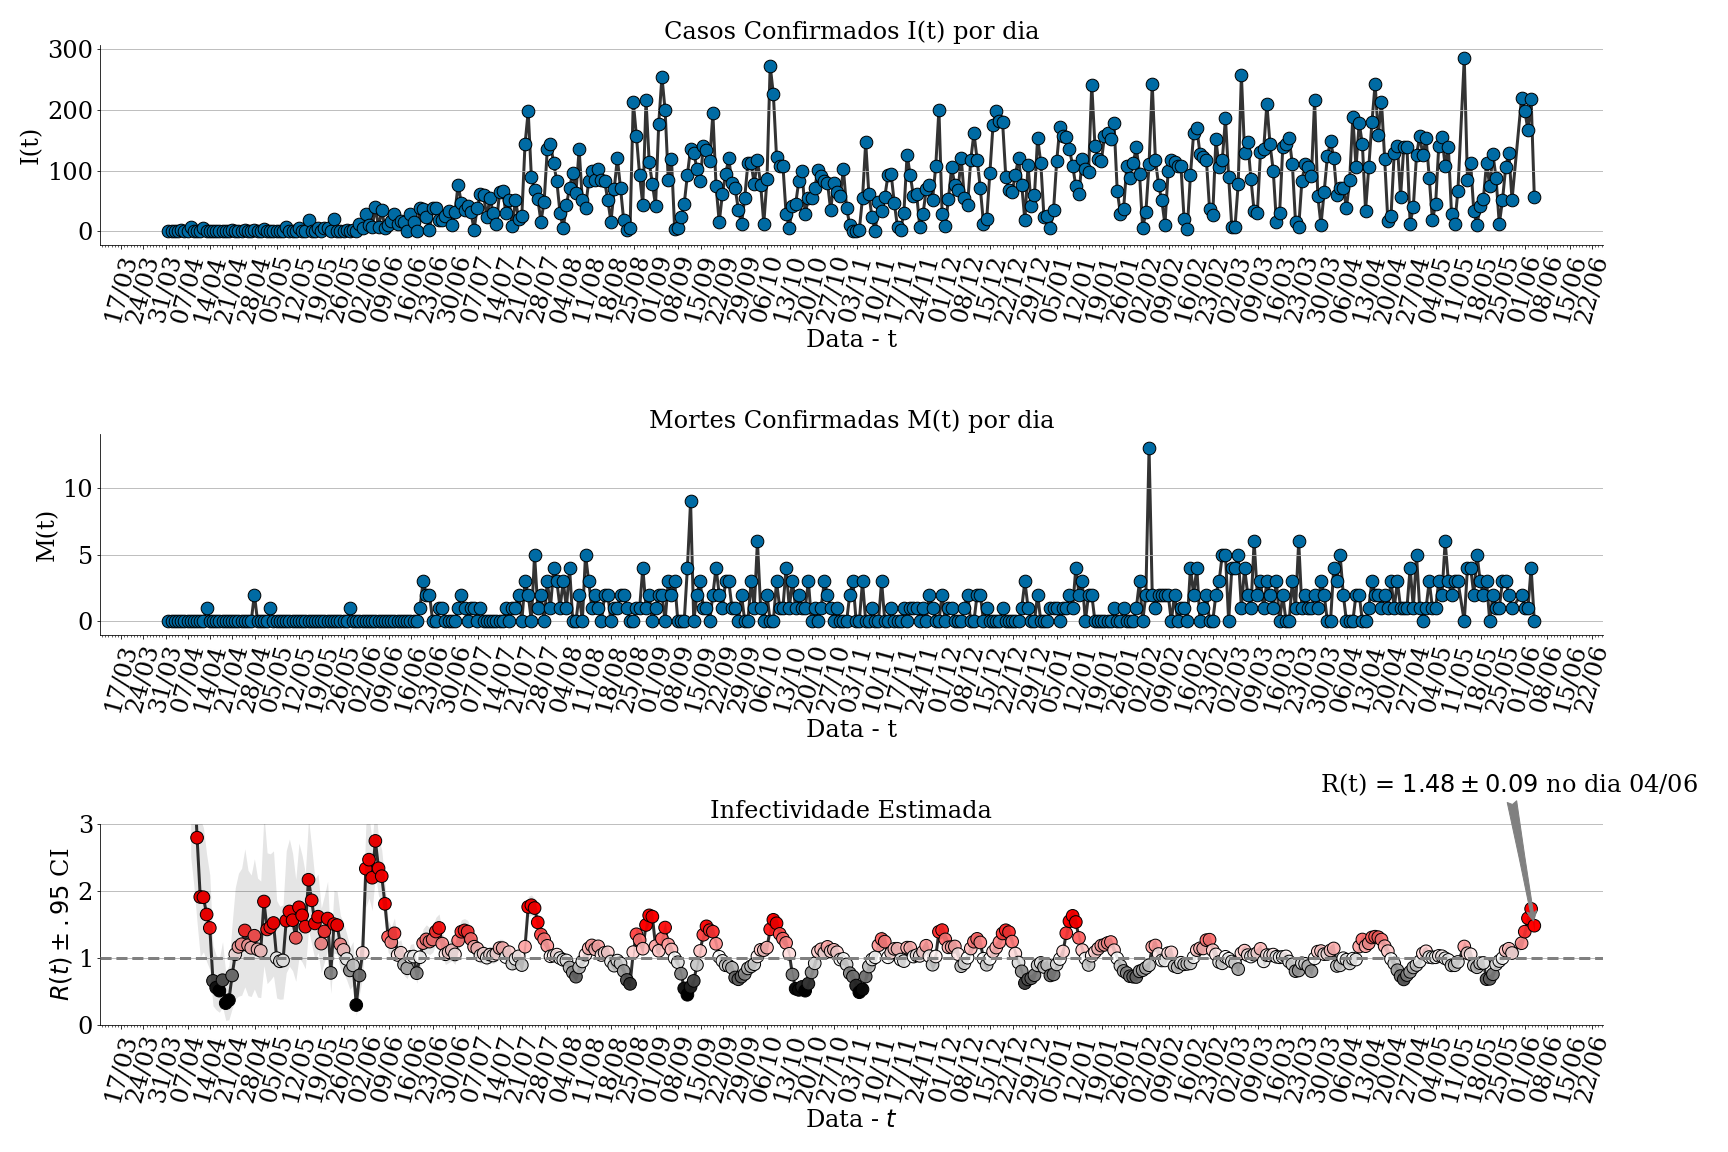 Casos Confirmados I(t) por dia
300
200
100
0
I(t)
17/03 24/03 31/03 07/04 14/04 21/04 28/04 05/05 12/05 19/05 26/05 02/06 09/06 16/06 23/06 30/06 07/07 14/07 21/07 28/07 04/08 11/08 18/08 25/08 01/09 08/09 15/09 22/09 29/09 06/10 13/10 20/10 27/10 03/11 10/11 17/11 24/11 01/12 08/12 15/12 22/12 29/12 05/01 12/01 19/01 26/01 02/02 09/02 16/02 23/02 02/03 09/03 16/03 23/03 30/03 06/04 13/04 20/04 27/04 04/05 11/05 18/05 25/05 01/06 08/06 15/06 22/06
Data - t
Mortes Confirmadas M(t) por dia
10
5
0
M(t)
17/03 24/03 31/03 07/04 14/04 21/04 28/04 05/05 12/05 19/05 26/05 02/06 09/06 16/06 23/06 30/06 07/07 14/07 21/07 28/07 04/08 11/08 18/08 25/08 01/09 08/09 15/09 22/09 29/09 06/10 13/10 20/10 27/10 03/11 10/11 17/11 24/11 01/12 08/12 15/12 22/12 29/12 05/01 12/01 19/01 26/01 02/02 09/02 16/02 23/02 02/03 09/03 16/03 23/03 30/03 06/04 13/04 20/04 27/04 04/05 11/05 18/05 25/05 01/06 08/06 15/06 22/06
Data - t
R(t) = 1.48 ± 0.09 no dia 04/06
Infectividade Estimada
3
2
1
0
R(t) ± .95 CI
17/03 24/03 31/03 07/04 14/04 21/04 28/04 05/05 12/05 19/05 26/05 02/06 09/06 16/06 23/06 30/06 07/07 14/07 21/07 28/07 04/08 11/08 18/08 25/08 01/09 08/09 15/09 22/09 29/09 06/10 13/10 20/10 27/10 03/11 10/11 17/11 24/11 01/12 08/12 15/12 22/12 29/12 05/01 12/01 19/01 26/01 02/02 09/02 16/02 23/02 02/03 09/03 16/03 23/03 30/03 06/04 13/04 20/04 27/04 04/05 11/05 18/05 25/05 01/06 08/06 15/06 22/06
Data - t